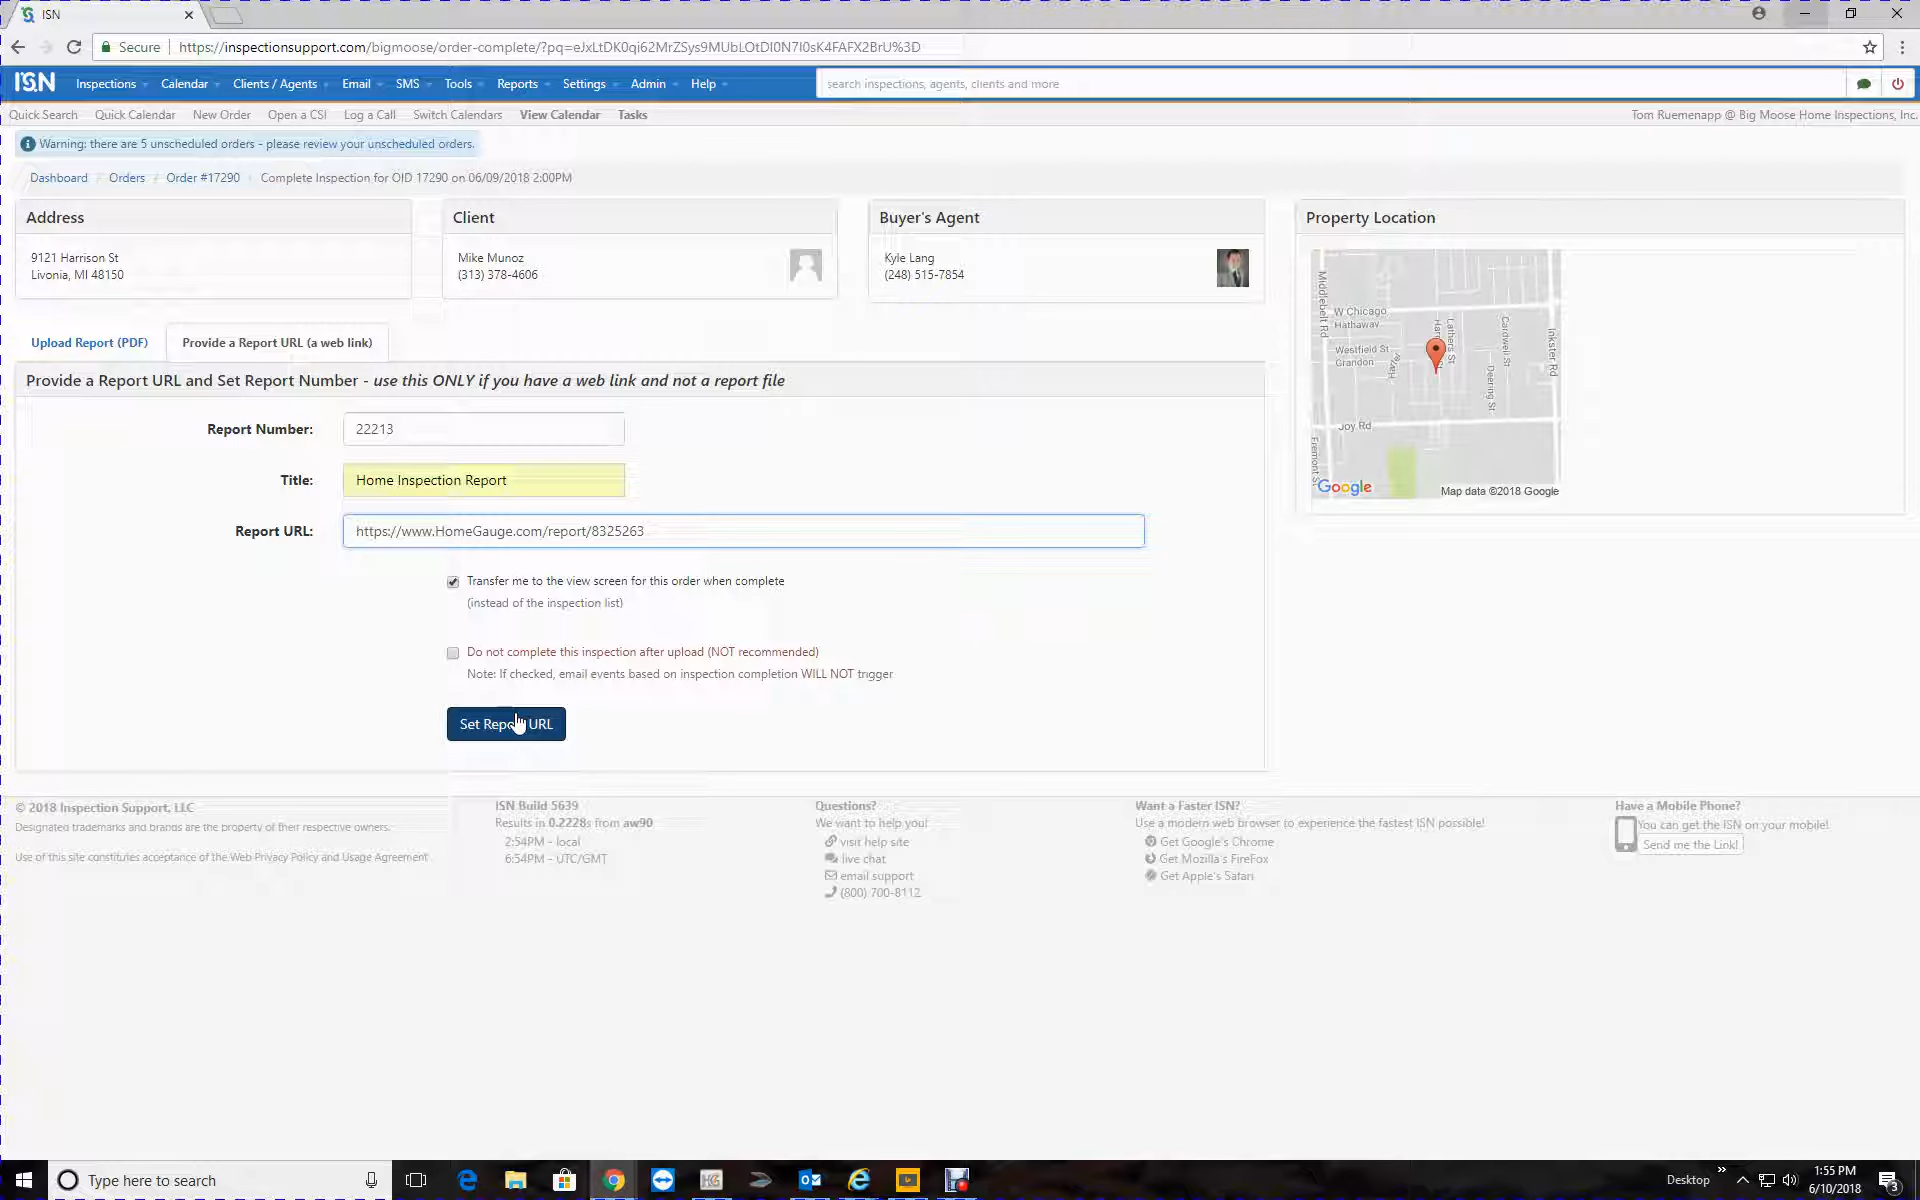 ISN
Secure | https://inspectionsupport.com/bigmoose/order-complete/?pq=eJxLtDK0qi62MrZSys9MUbLOtDI0N7I0sK4FAFX2BrU%3D
ISN Inspections Calendar Clients / Agents Email SMS Tools Reports Settings Admin Help search inspections, agents, clients and more
Quick Search Quick Calendar New Order Open a CSI Log a Call Switch Calendars View Calendar Tasks Tom Ruemenapp @ Big Moose Home Inspections, Inc.
Warning: there are 5 unscheduled orders - please review your unscheduled orders.
Dashboard / Orders / Order #17290 / Complete Inspection for OID 17290 on 06/09/2018 2:00PM
Address
9121 Harrison St
Livonia, MI 48150
Client
Mike Munoz
(313) 378-4606
Buyer's Agent
Kyle Lang
(248) 515-7854
Property Location
Middlebelt Rd
W Chicago
Hathaway
Westfield St
Grandon
Lathers St
Cardwell St
Deering St
Inkster Rd
Joy Rd
Google
Map data ©2018 Google
Upload Report (PDF)
Provide a Report URL (a web link)
Provide a Report URL and Set Report Number - use this ONLY if you have a web link and not a report file
Report Number: 22213
Title: Home Inspection Report
Report URL: https://www.HomeGauge.com/report/8325263
Transfer me to the view screen for this order when complete
(instead of the inspection list)
Do not complete this inspection after upload (NOT recommended)
Note: If checked, email events based on inspection completion WILL NOT trigger
Set Report URL
© 2018 Inspection Support, LLC
Designated trademarks and brands are the property of their respective owners.
Use of this site constitutes acceptance of the Web Privacy Policy and Usage Agreement
ISN Build 5639
Results in 0.2228s from aw90
2:54PM - local
6:54PM - UTC/GMT
Questions?
We want to help you!
visit help site
live chat
email support
(800) 700-8112
Want a Faster ISN?
Use a modern web browser to experience the fastest ISN possible!
Get Google's Chrome
Get Mozilla's FireFox
Get Apple's Safari
Have a Mobile Phone?
You can get the ISN on your mobile!
Send me the Link!
Type here to search
Desktop
1:55 PM
6/10/2018
3